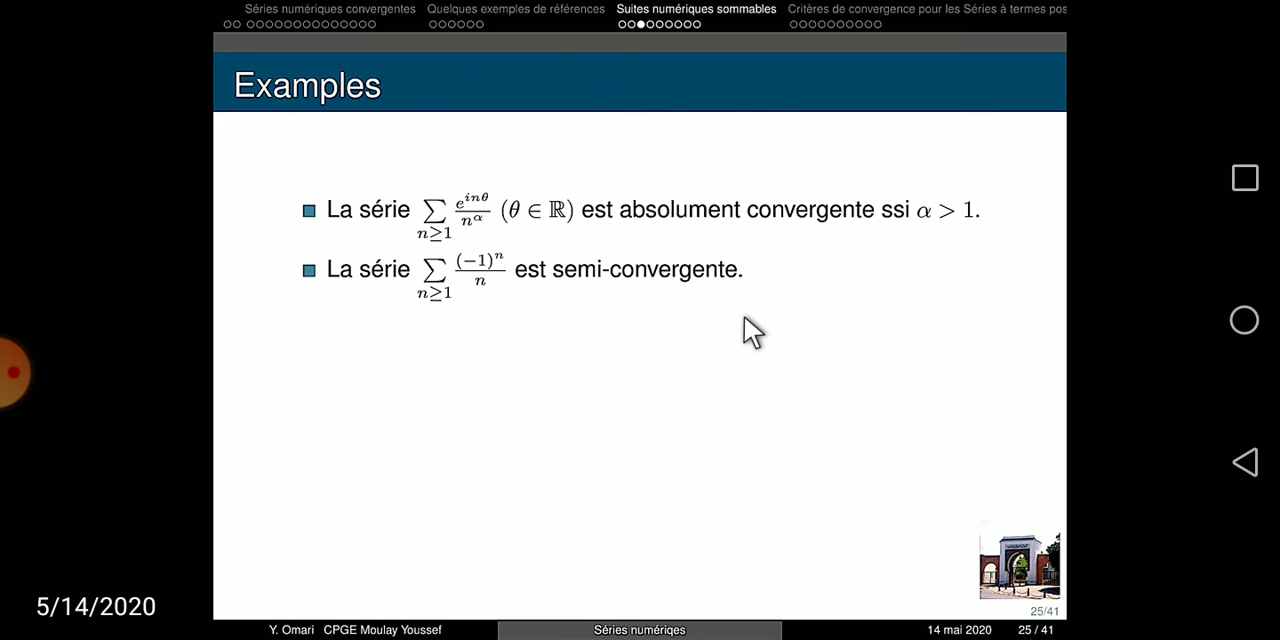 Séries numériques convergentes Quelques exemples de références Suites numériques sommables Critères de convergence pour les Séries à termes pos
Examples
La série ∑_{n≥1} e^{inθ}/n^α (θ ∈ ℝ) est absolument convergente ssi α > 1.
La série ∑_{n≥1} (−1)^n/n est semi-convergente.
25/41
5/14/2020
Y. Omari CPGE Moulay Youssef Séries numériqes 14 mai 2020 25 / 41